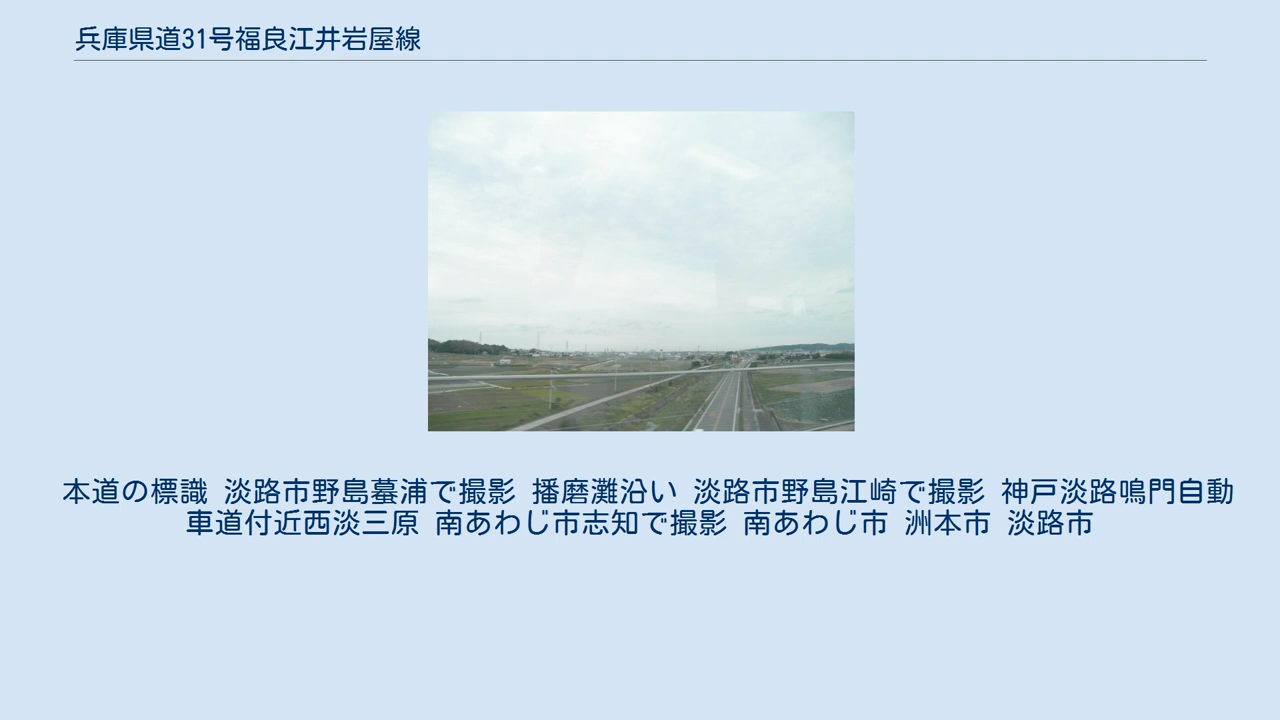 兵庫県道31号福良江井岩屋線
本道の標識 淡路市野島蟇浦で撮影 播磨灘沿い 淡路市野島江崎で撮影 神戸淡路鳴門自動
車道付近西淡三原 南あわじ市志知で撮影 南あわじ市 洲本市 淡路市